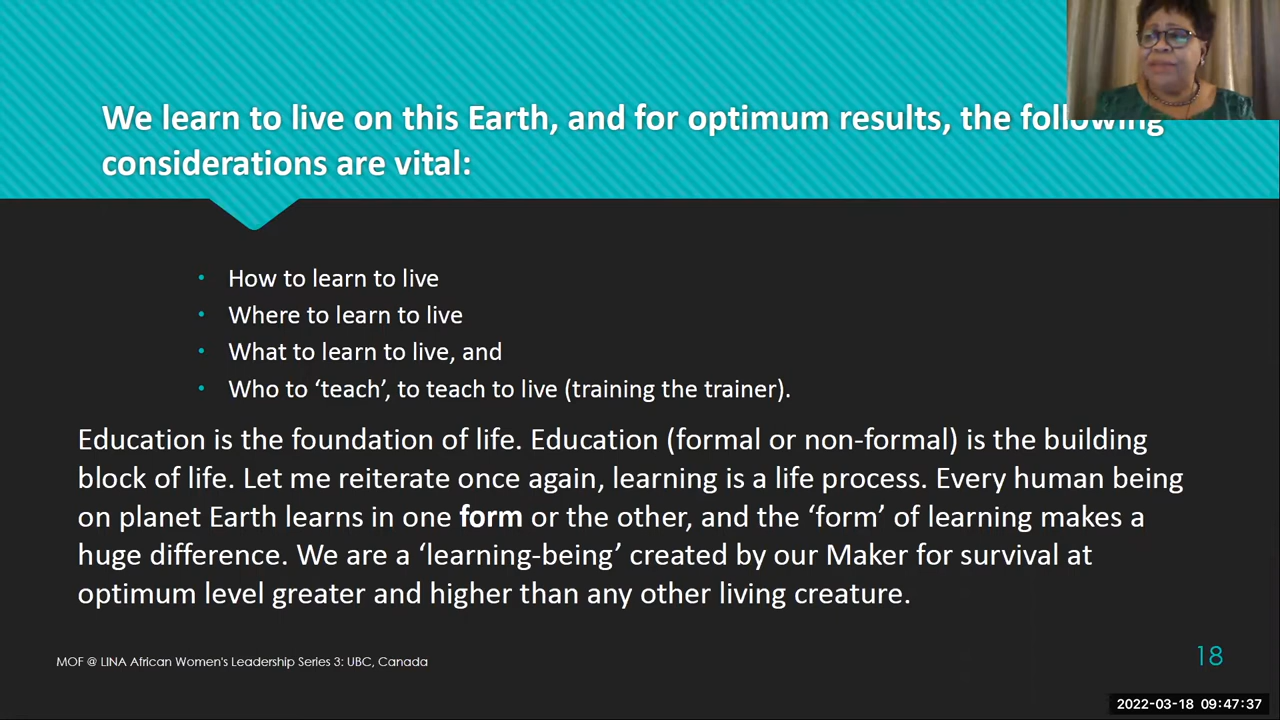 We learn to live on this Earth, and for optimum results, the following
considerations are vital:
• How to learn to live
• Where to learn to live
• What to learn to live, and
• Who to ‘teach’, to teach to live (training the trainer).
Education is the foundation of life. Education (formal or non-formal) is the building
block of life. Let me reiterate once again, learning is a life process. Every human being
on planet Earth learns in one form or the other, and the ‘form’ of learning makes a
huge difference. We are a ‘learning-being’ created by our Maker for survival at
optimum level greater and higher than any other living creature.
MOF @ LINA African Women's Leadership Series 3: UBC, Canada
18
2022-03-18 09:47:37